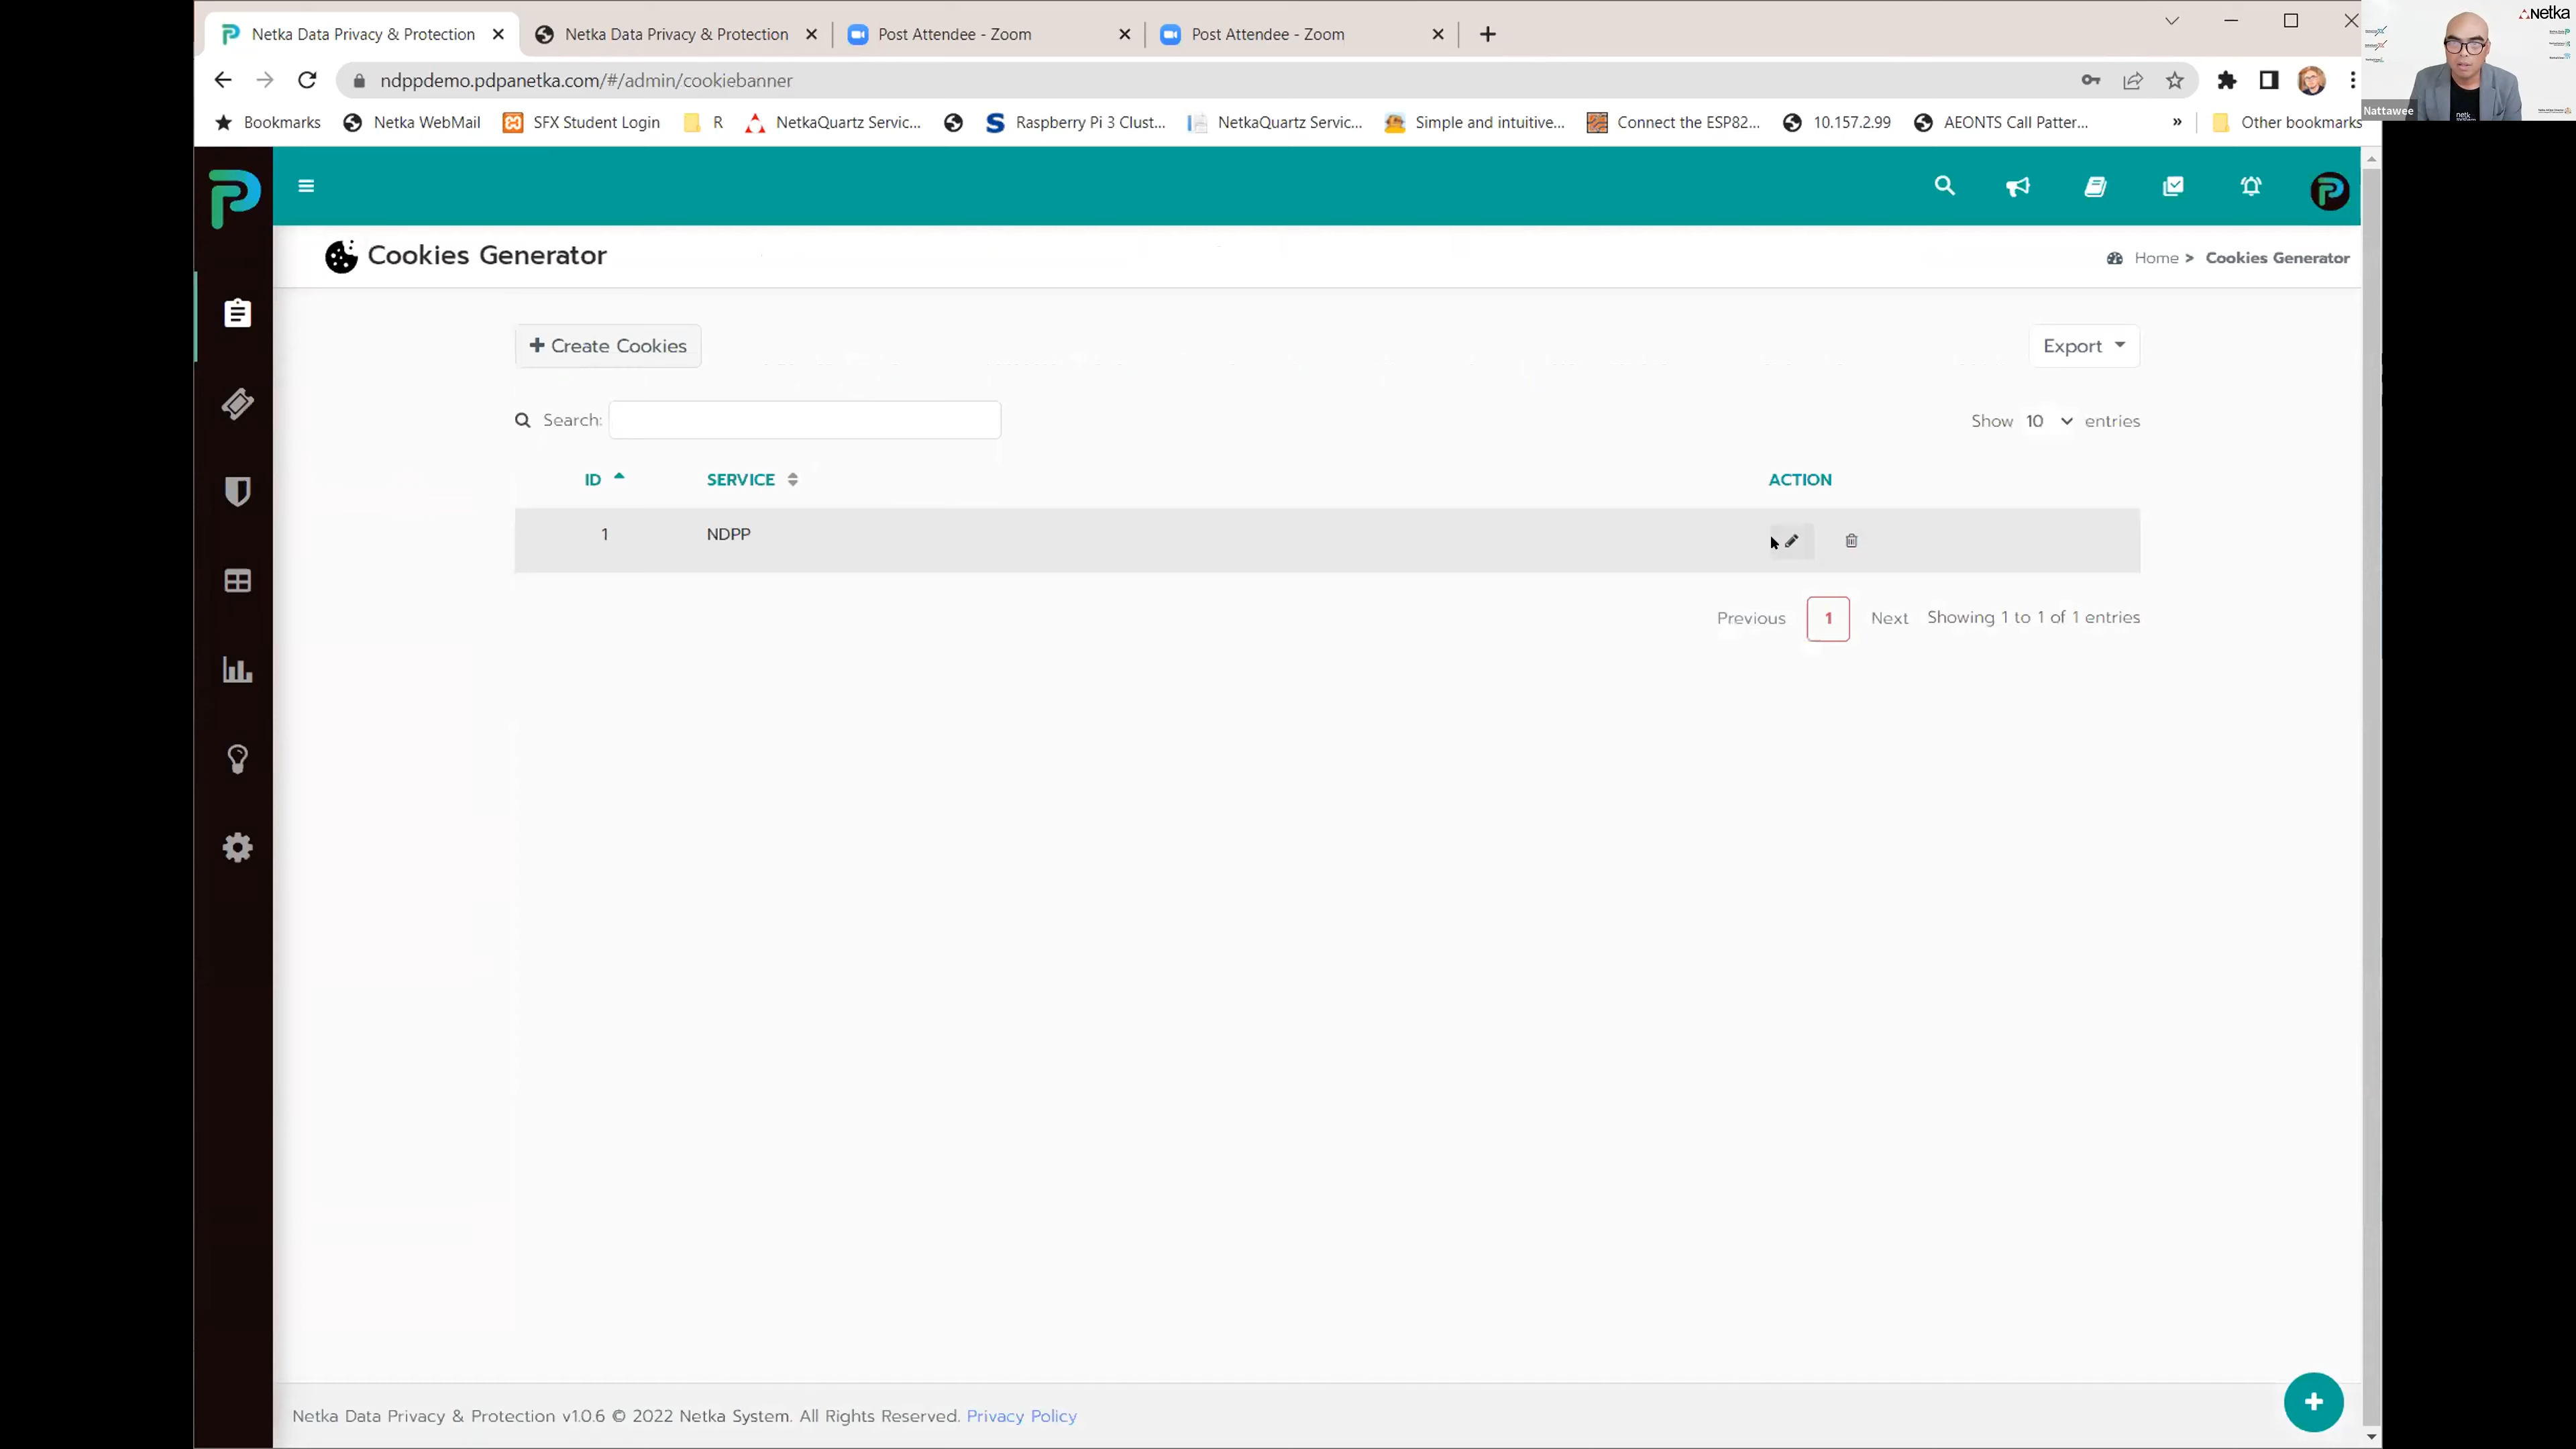 Netka Data Privacy & Protection
Netka Data Privacy & Protection
Post Attendee - Zoom
Post Attendee - Zoom
Netka
ndppdemo.pdpanetka.com/#/admin/cookiebanner
Nattawee
Bookmarks
Netka WebMail
SFX Student Login
R
NetkaQuartz Servic...
Raspberry Pi 3 Clust...
NetkaQuartz Servic...
Simple and intuitive...
Connect the ESP82...
10.157.2.99
AEONTS Call Patter...
»
Other bookmarks
Cookies Generator
Home > Cookies Generator
+ Create Cookies
Export
Search:
Show 10 entries
ID SERVICE ACTION
1 NDPP
Previous 1 Next Showing 1 to 1 of 1 entries
Netka Data Privacy & Protection v1.0.6 © 2022 Netka System. All Rights Reserved. Privacy Policy